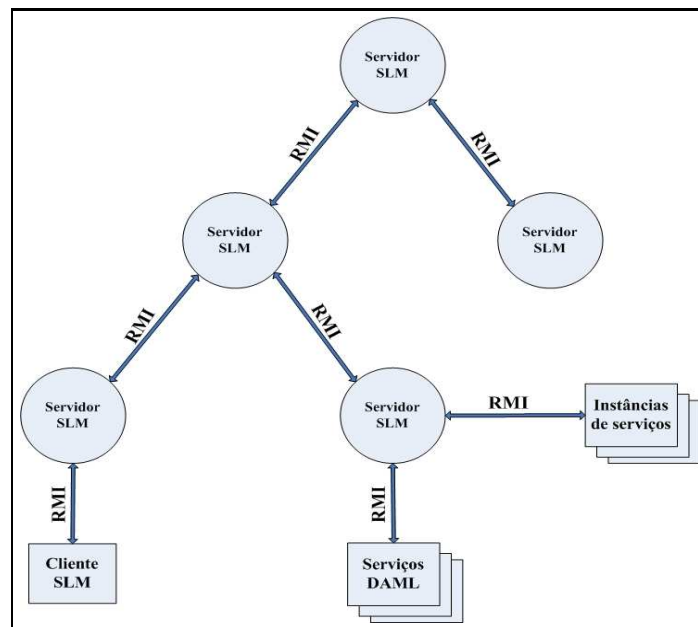 Servidor
SLM
RMI
RMI
Servidor
SLM
Servidor
SLM
RMI
RMI
Servidor
SLM
Servidor
SLM
RMI
Instâncias
de serviços
RMI
RMI
Cliente
SLM
Serviços
DAML